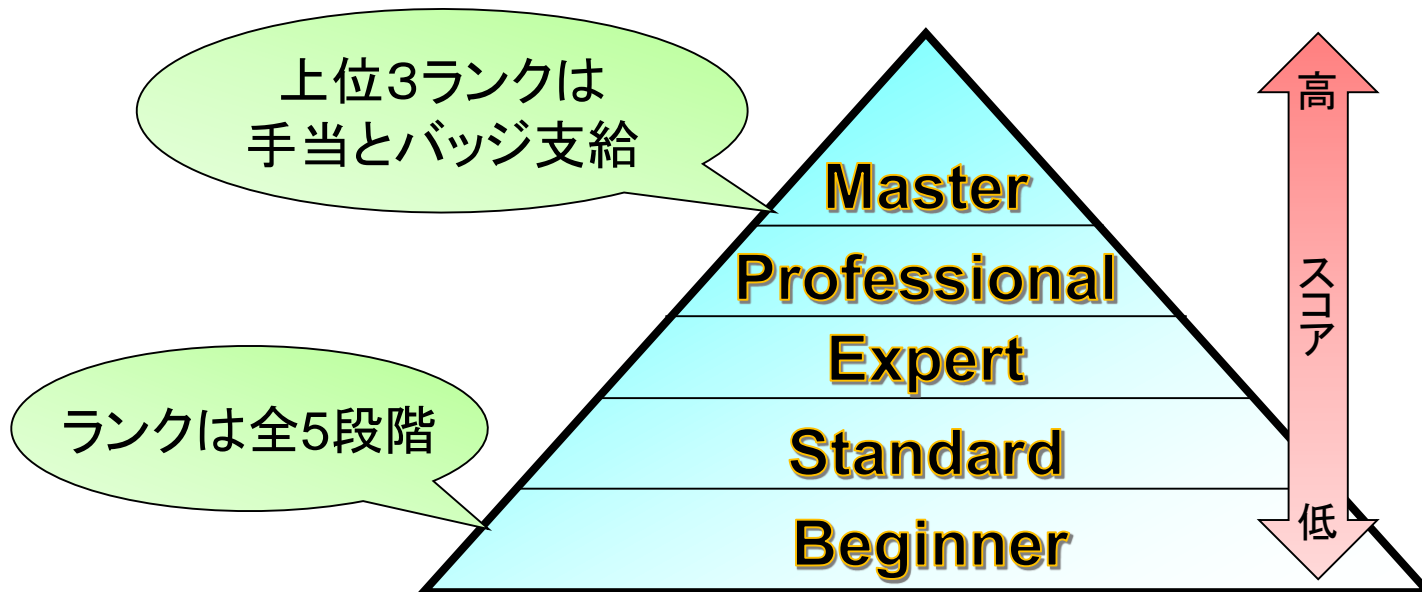 上位3ランクは
手当とバッジ支給
ランクは全5段階
Master
Professional
Expert
Standard
Beginner
高
スコア
低